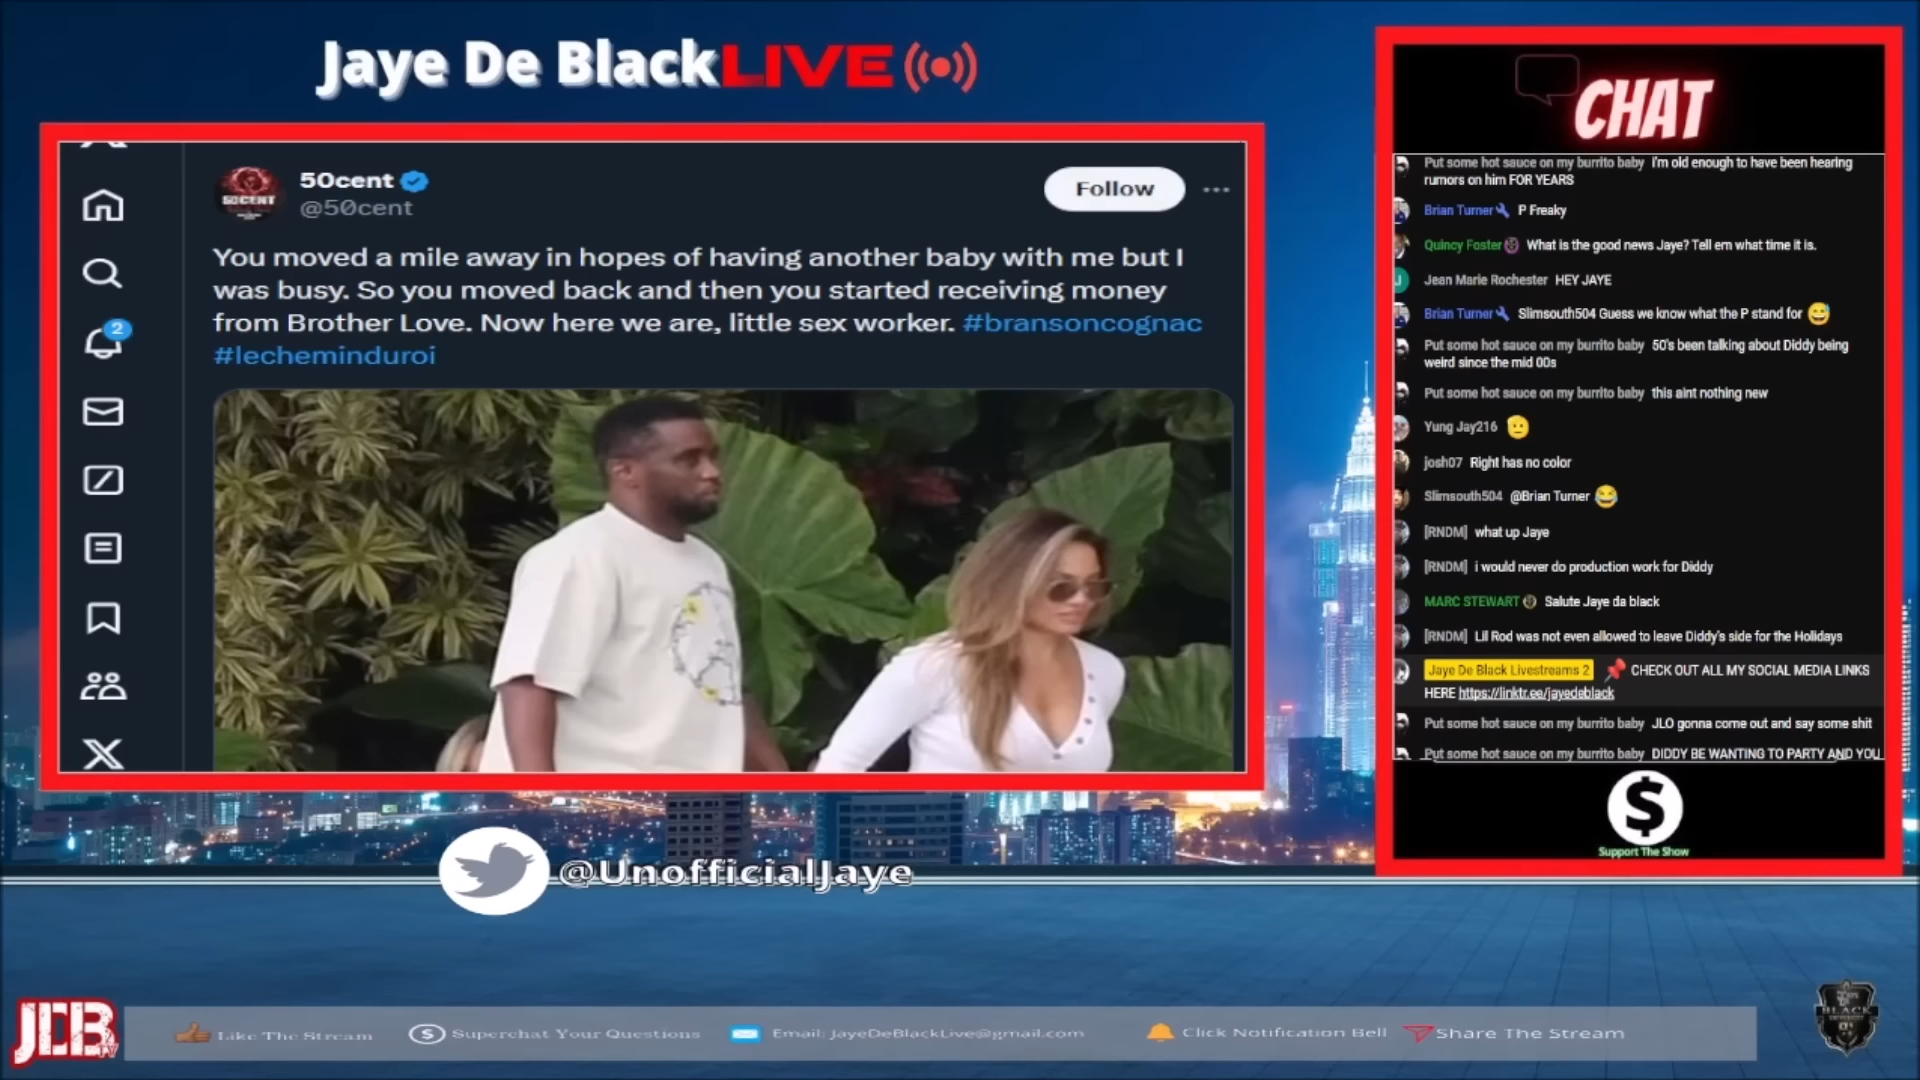 Jaye De Black LIVE
50cent
@50cent
Follow
You moved a mile away in hopes of having another baby with me but I
was busy. So you moved back and then you started receiving money
from Brother Love. Now here we are, little sex worker. #bransoncognac
#lecheminduroi
2
50CENT
@UnofficialJaye
CHAT
Put some hot sauce on my burrito baby I'm old enough to have been hearing
rumors on him FOR YEARS
Brian Turner P Freaky
Quincy Foster What is the good news Jaye? Tell em what time it is.
J Jean Marie Rochester HEY JAYE
Brian Turner Slimsouth504 Guess we know what the P stand for 😅
Put some hot sauce on my burrito baby 50's been talking about Diddy being
weird since the mid 00s
Put some hot sauce on my burrito baby this aint nothing new
Yung Jay216 🫡
josh07 Right has no color
Slimsouth504 @Brian Turner 😂
[RNDM] what up Jaye
[RNDM] i would never do production work for Diddy
MARC STEWART Salute Jaye da black
[RNDM] Lil Rod was not even allowed to leave Diddy's side for the Holidays
Jaye De Black Livestreams 2 📌 CHECK OUT ALL MY SOCIAL MEDIA LINKS
HERE https://linktr.ee/jayedeblack
Put some hot sauce on my burrito baby JLO gonna come out and say some shit
Put some hot sauce on my burrito baby DIDDY BE WANTING TO PARTY AND YOU
$
Support The Show
JDB TV
Like The Stream
$ Superchat Your Questions
Email: JayeDeBlackLive@gmail.com
Click Notification Bell
Share The Stream
BLACK